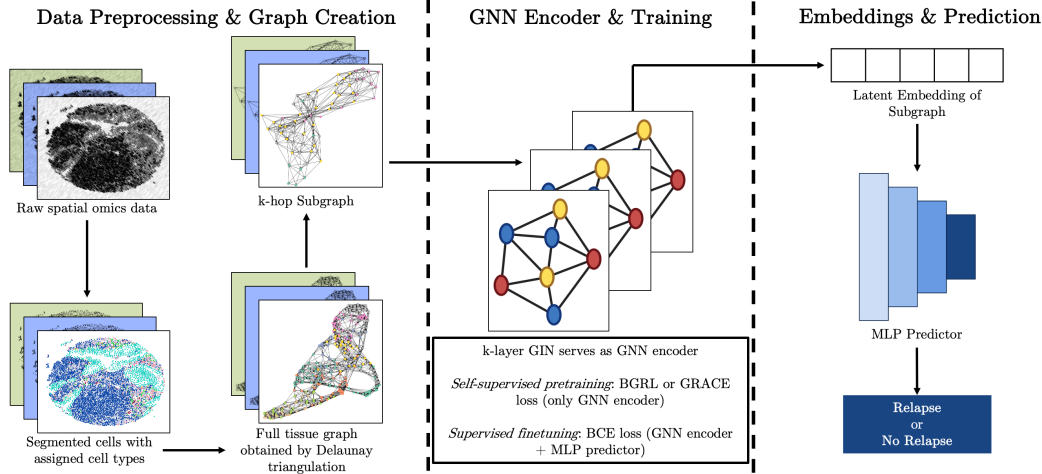 Data Preprocessing & Graph Creation
Raw spatial omics data
Segmented cells with
assigned cell types
Full tissue graph
obtained by Delaunay
triangulation
k-hop Subgraph
GNN Encoder & Training
k-layer GIN serves as GNN encoder
Self-supervised pretraining: BGRL or GRACE
loss (only GNN encoder)
Supervised finetuning: BCE loss (GNN encoder
+ MLP predictor)
Embeddings & Prediction
Latent Embedding of
Subgraph
MLP Predictor
Relapse
or
No Relapse